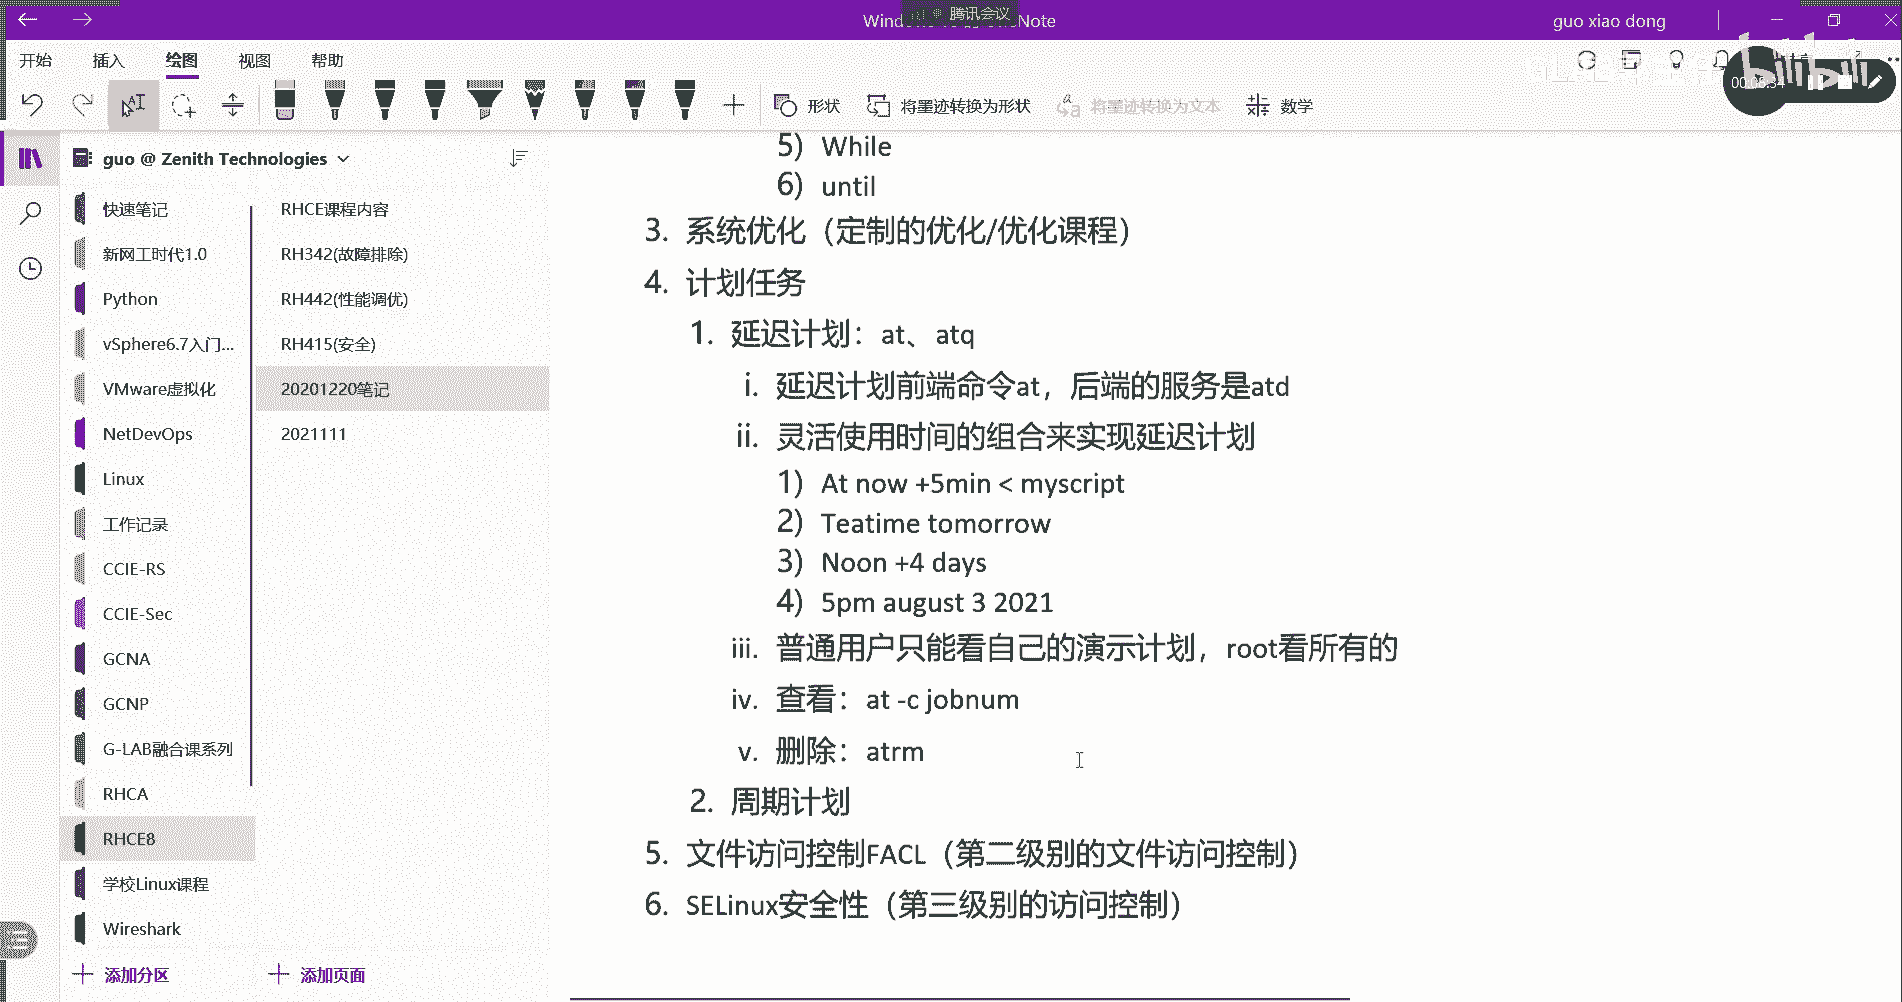 腾讯会议
guo xiao dong
开始 插入 绘图 视图 帮助
bilibili
形状 将墨迹转换为形状 将墨迹转换为文本 数学
guo @ Zenith Technologies
快速笔记
新网工时代1.0
Python
vSphere6.7入门...
VMware虚拟化
NetDevOps
Linux
工作记录
CCIE-RS
CCIE-Sec
GCNA
GCNP
G-LAB融合课系列
RHCA
RHCE8
学校Linux课程
Wireshark
添加分区
RHCE课程内容
RH342(故障排除)
RH442(性能调优)
RH415(安全)
20201220笔记
2021111
添加页面
5) While
6) until
3. 系统优化（定制的优化/优化课程）
4. 计划任务
1. 延迟计划：at、atq
i. 延迟计划前端命令at，后端的服务是atd
ii. 灵活使用时间的组合来实现延迟计划
1) At now +5min < myscript
2) Teatime tomorrow
3) Noon +4 days
4) 5pm august 3 2021
iii. 普通用户只能看自己的演示计划，root看所有的
iv. 查看：at -c jobnum
v. 删除：atrm
2. 周期计划
5. 文件访问控制FACL（第二级别的文件访问控制）
6. SELinux安全性（第三级别的访问控制）